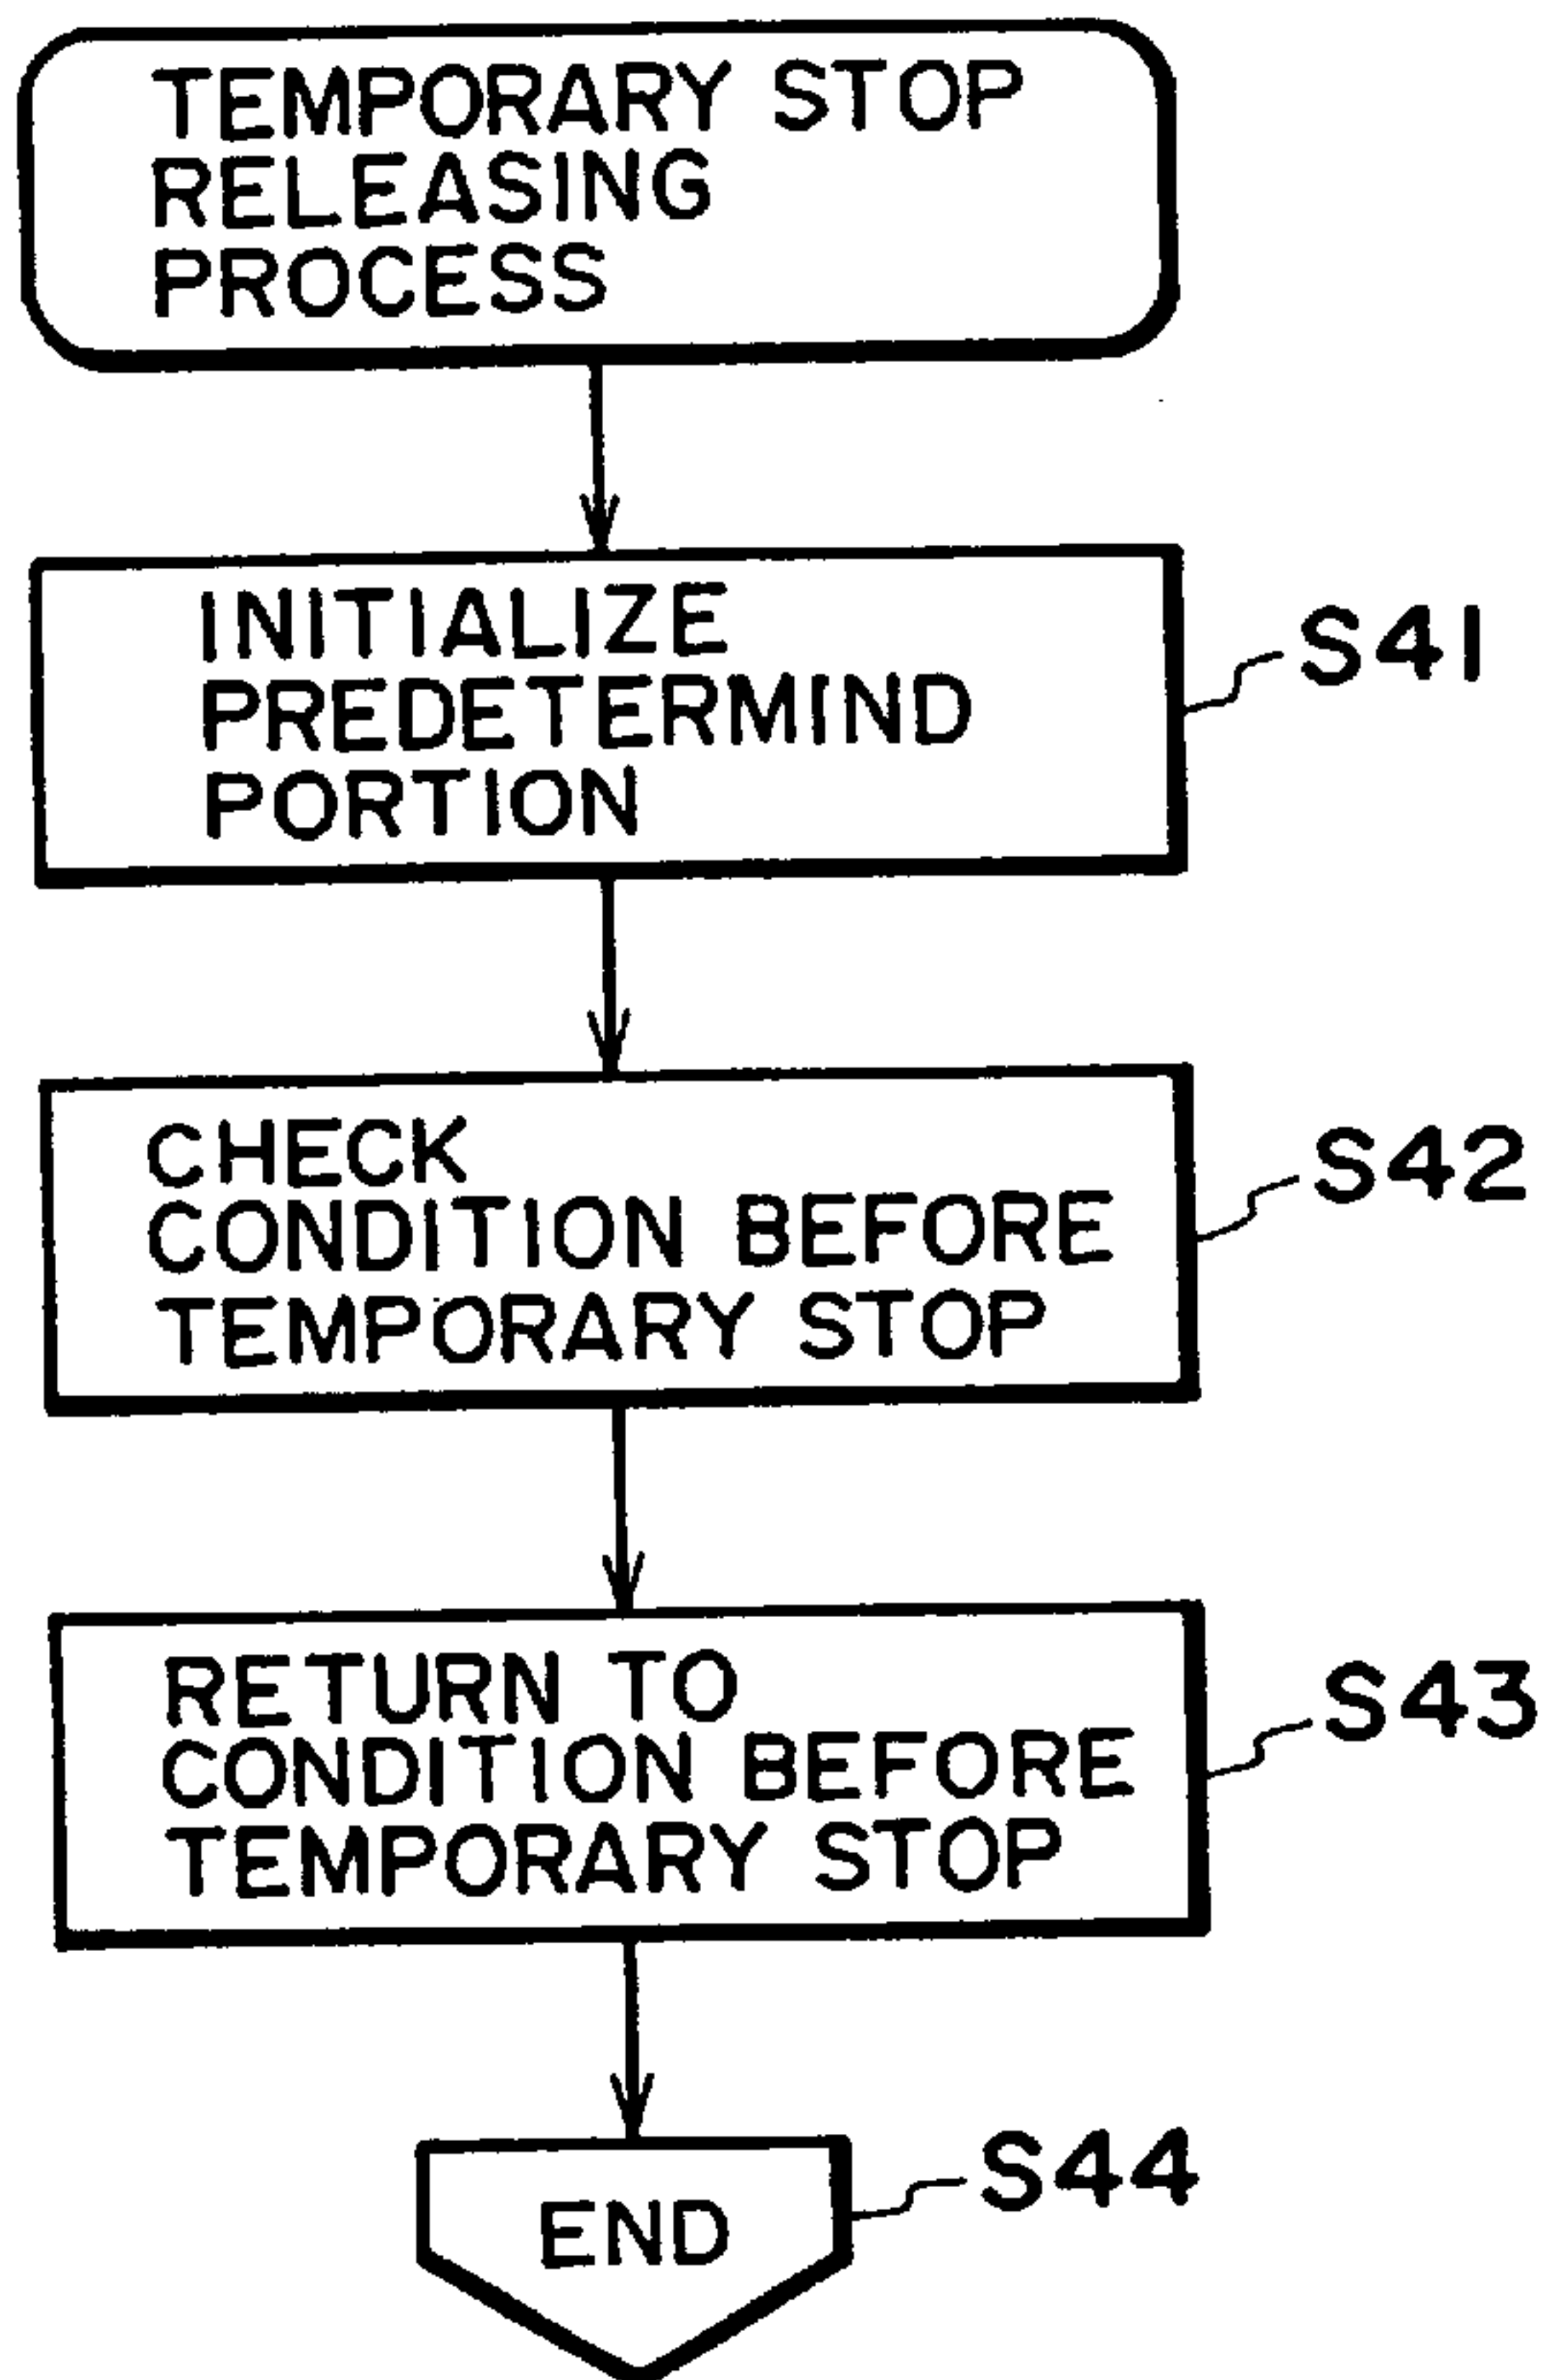 TEMPORARY STOP
RELEASING
PROCESS
INITIALIZE
PREDETERMIND
PORTION
S41
CHECK
CONDITION BEFORE
TEMPORARY STOP
S42
RETURN TO
CONDITION BEFORE
TEMPORARY STOP
S43
END
S44